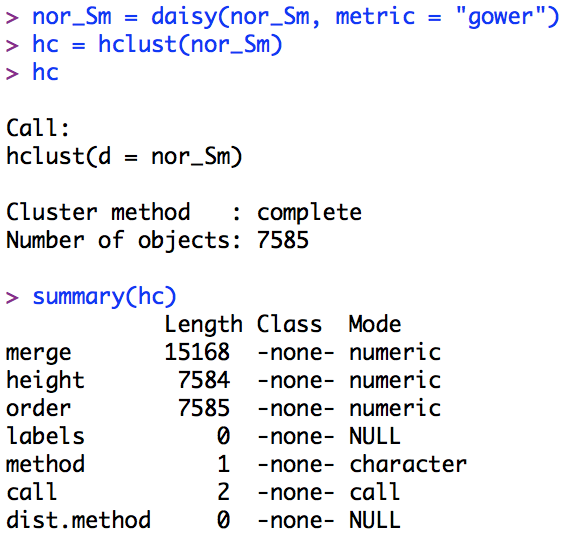 > nor_Sm = daisy(nor_Sm, metric = "gower")
> hc = hclust(nor_Sm)
> hc

Call:
hclust(d = nor_Sm)

Cluster method   : complete
Number of objects: 7585

> summary(hc)
            Length Class  Mode
merge       15168  -none- numeric
height       7584  -none- numeric
order        7585  -none- numeric
labels          0  -none- NULL
method          1  -none- character
call            2  -none- call
dist.method     0  -none- NULL